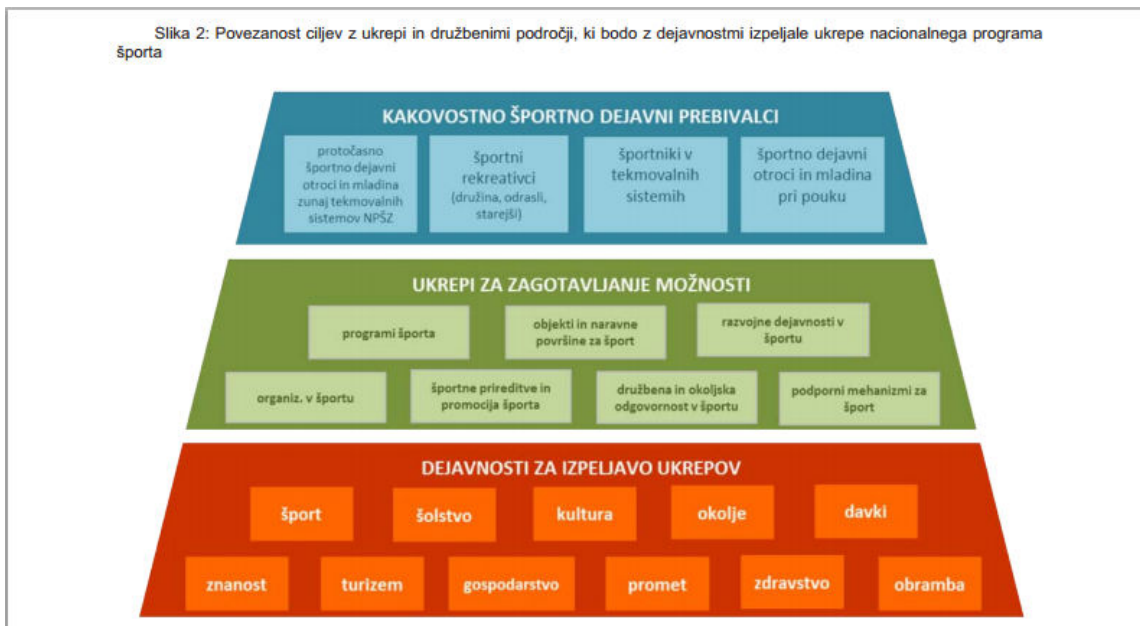 Slika 2: Povezanost ciljev z ukrepi in družbenimi področji, ki bodo z dejavnostmi izpeljale ukrepe nacionalnega programa
športa
KAKOVOSTNO ŠPORTNO DEJAVNI PREBIVALCI
protočasno
športno dejavni
otroci in mladina
zunaj tekmovalnih
sistemov NPŠZ
športni
rekreativci
(družina, odrasli,
starejši)
športniki v
tekmovalnih
sistemih
športno dejavni
otroci in mladina
pri pouku
UKREPI ZA ZAGOTAVLJANJE MOŽNOSTI
programi športa
objekti in naravne
površine za šport
razvojne dejavnosti v
športu
organiz. v športu
športne prireditve in
promocija športa
družbena in okoljska
odgovornost v športu
podporni mehanizmi za
šport
DEJAVNOSTI ZA IZPELJAVO UKREPOV
šport
šolstvo
kultura
okolje
davki
znanost
turizem
gospodarstvo
promet
zdravstvo
obramba